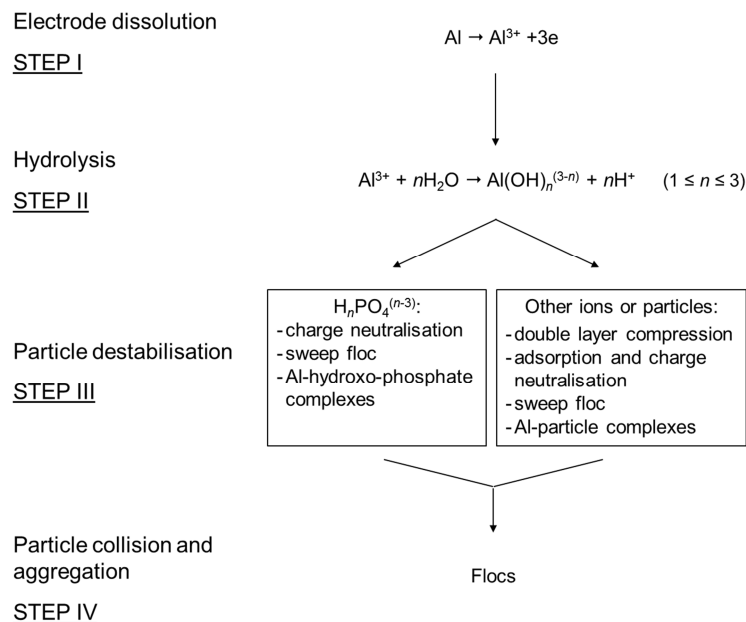 Electrode dissolution
STEP I
Al → Al³⁺ +3e
Hydrolysis
STEP II
Al³⁺ + nH₂O → Al(OH)ₙ⁽³⁻ⁿ⁾ + nH⁺ (1 ≤ n ≤ 3)
Particle destabilisation
STEP III
HₙPO₄⁽ⁿ⁻³⁾:
-charge neutralisation
-sweep floc
-Al-hydroxo-phosphate
complexes
Other ions or particles:
-double layer compression
-adsorption and charge
neutralisation
-sweep floc
-Al-particle complexes
Particle collision and
aggregation
STEP IV
Flocs